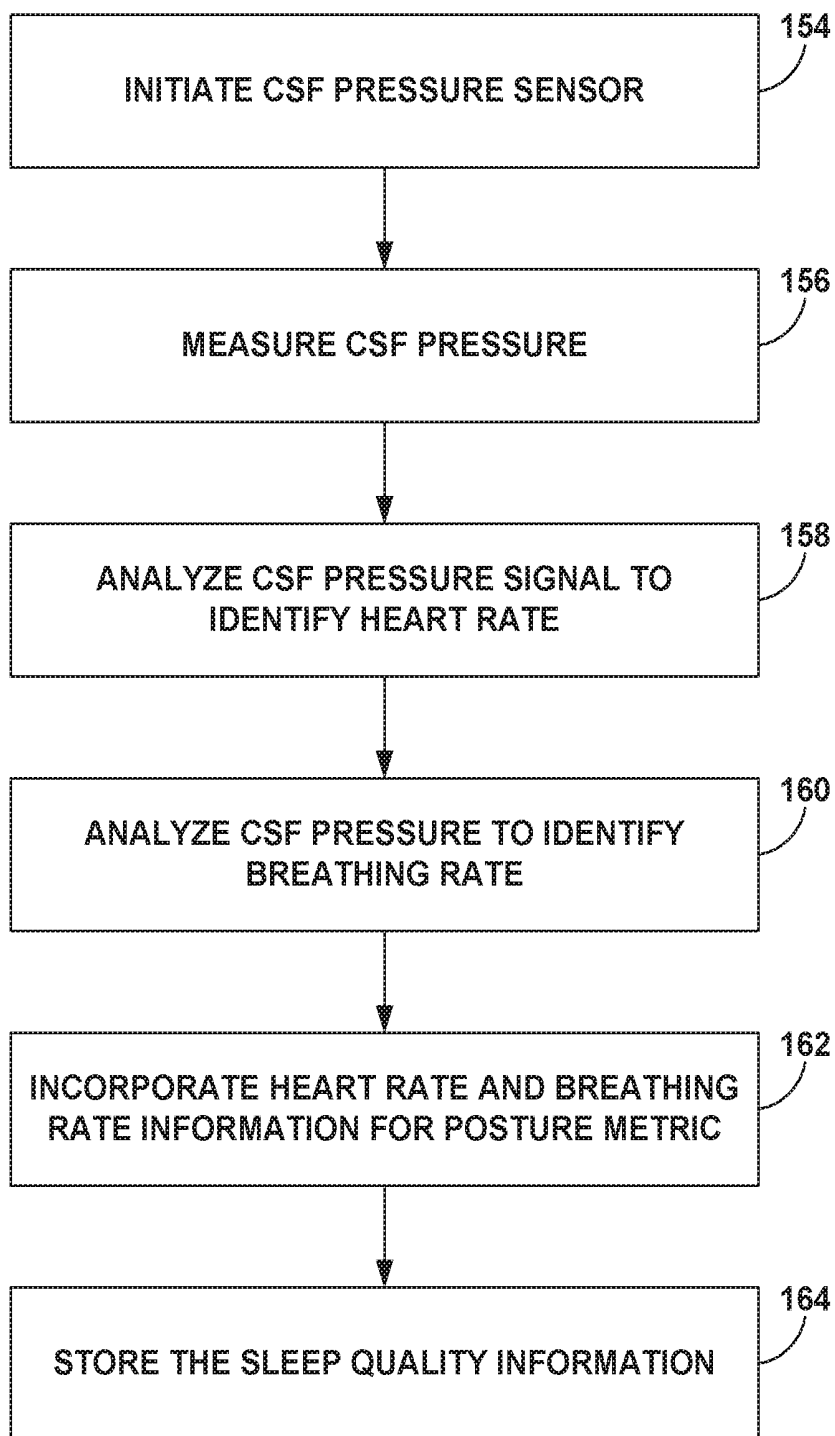 154
INITIATE CSF PRESSURE SENSOR
156
MEASURE CSF PRESSURE
158
ANALYZE CSF PRESSURE SIGNAL TO
IDENTIFY HEART RATE
160
ANALYZE CSF PRESSURE TO IDENTIFY
BREATHING RATE
162
INCORPORATE HEART RATE AND BREATHING
RATE INFORMATION FOR POSTURE METRIC
164
STORE THE SLEEP QUALITY INFORMATION